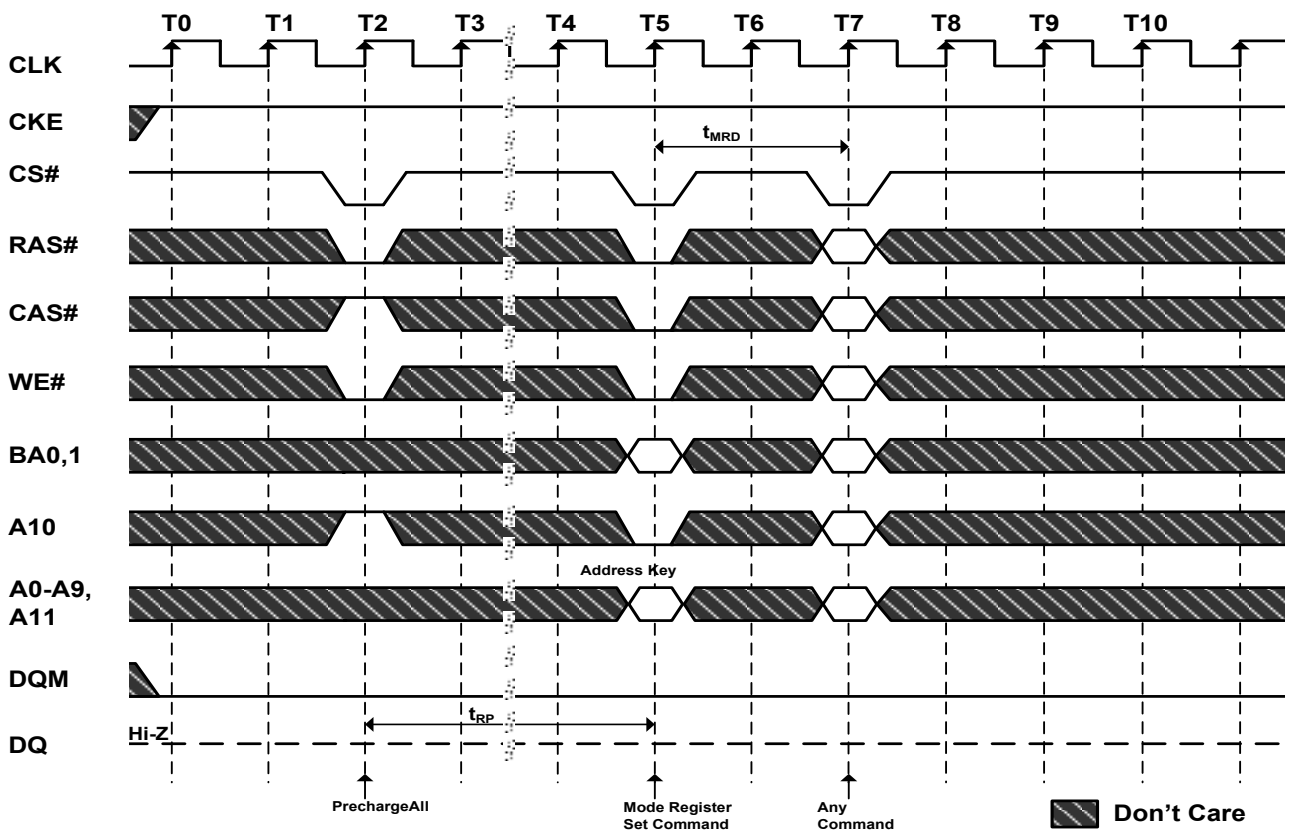 T0 T1 T2 T3 T4 T5 T6 T7 T8 T9 T10
CLK
CKE
tMRD
CS#
RAS#
CAS#
WE#
BA0,1
A10
Address Key
A0-A9,
A11
DQM
tRP
Hi-Z
DQ
PrechargeAll
Mode Register
Set Command
Any
Command
Don't Care